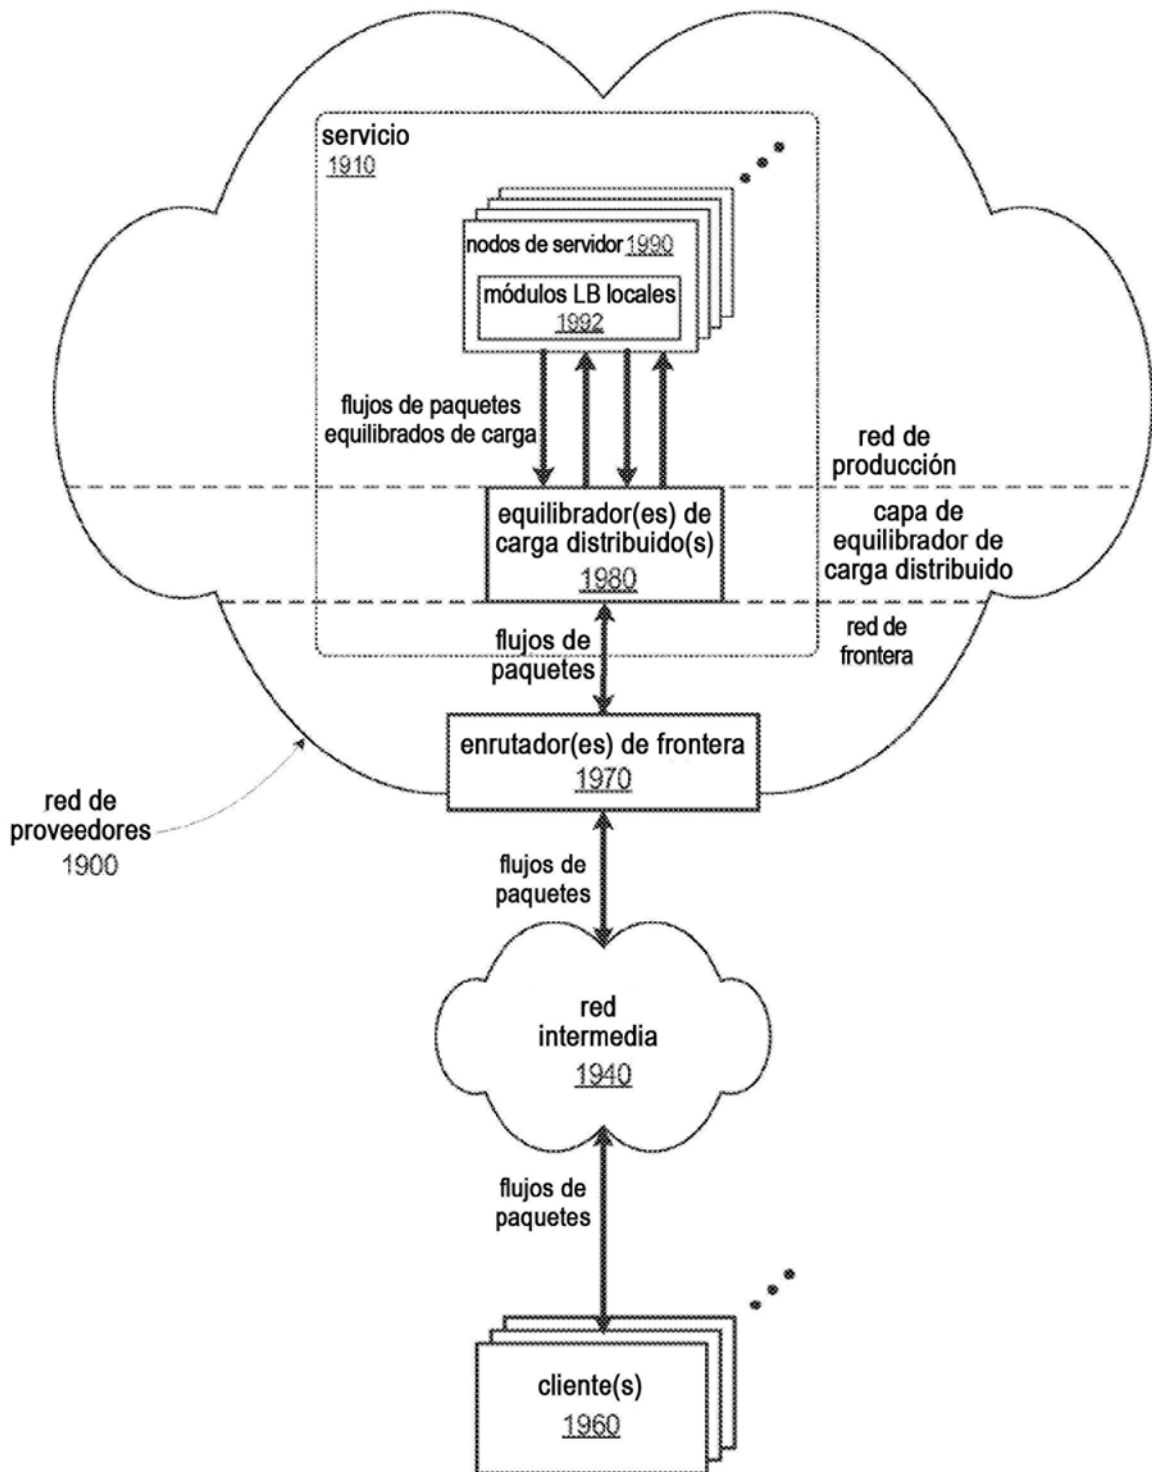 servicio
1910
nodos de servidor 1990
módulos LB locales
1992
flujos de paquetes
equilibrados de carga
red de
producción
equilibrador(es) de
carga distribuido(s)
1980
capa de
equilibrador de
carga distribuido
flujos de
paquetes
red de
frontera
enrutador(es) de frontera
1970
red de
proveedores
1900
flujos de
paquetes
red
intermedia
1940
flujos de
paquetes
cliente(s)
1960